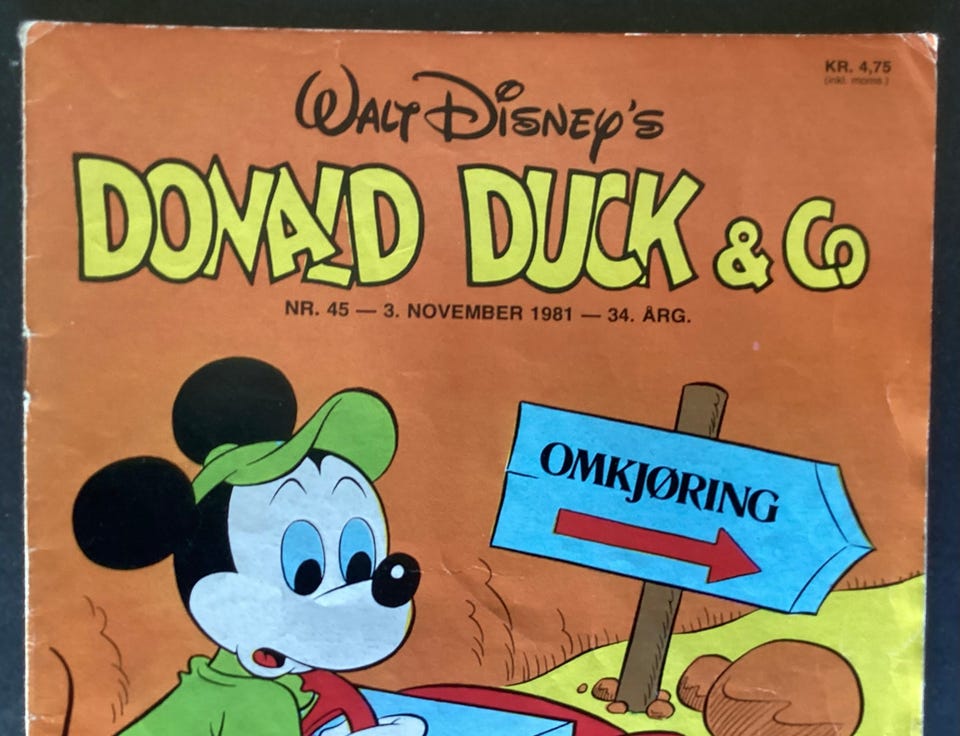 KR. 4,75
(inkl. moms)
WALT DISNEY'S
DONALD DUCK & Co
NR. 45 — 3. NOVEMBER 1981 — 34. ÅRG.
OMKJØRING